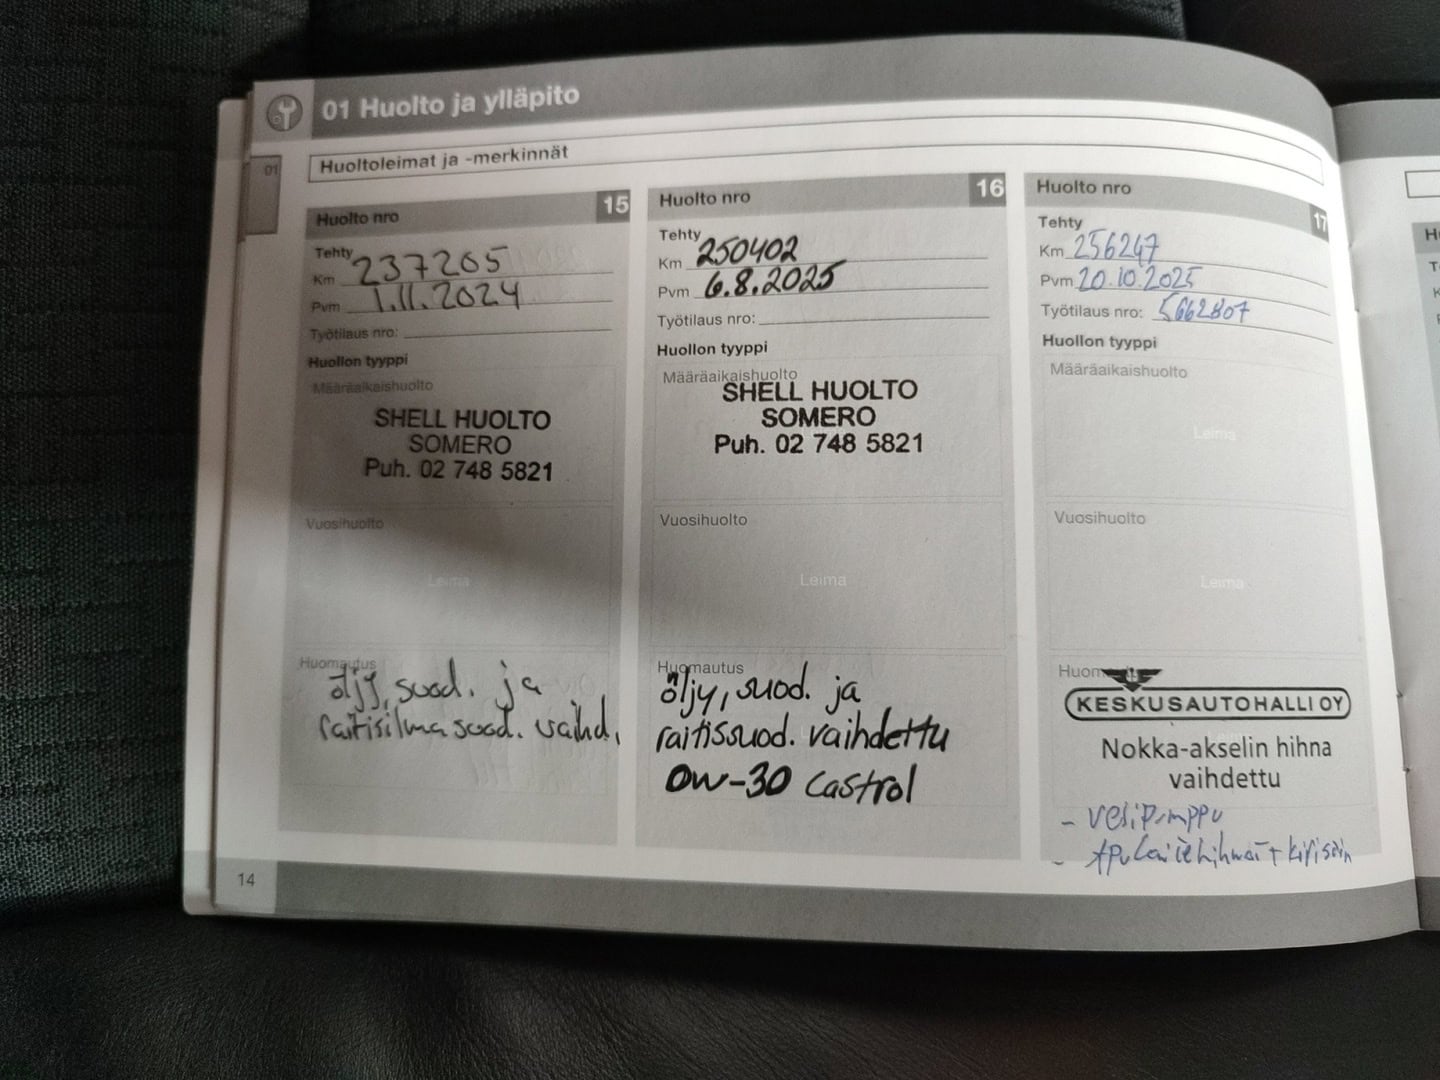 01 Huolto ja ylläpito
01
Huoltoleimat ja -merkinnät
Huolto nro 15
Tehty
Km 237205
Pvm 1.11.2024
Työtilaus nro:
Huollon tyyppi
Määräaikaishuolto
SHELL HUOLTO
SOMERO
Puh. 02 748 5821
Vuosihuolto
Leima
Huomautus
öljy, suod. ja
raitisilmasuod. vaihd.
Huolto nro 16
Tehty
Km 250402
Pvm 6.8.2025
Työtilaus nro:
Huollon tyyppi
Määräaikaishuolto
SHELL HUOLTO
SOMERO
Puh. 02 748 5821
Vuosihuolto
Leima
Huomautus
öljy, suod. ja
raitissuod. vaihdettu
0W-30 Castrol
Huolto nro 17
Tehty
Km 256247
Pvm 20.10.2025
Työtilaus nro: 5662807
Huollon tyyppi
Määräaikaishuolto
Leima
Vuosihuolto
Leima
KESKUSAUTOHALLI OY
Nokka-akselin hihna
vaihdettu
- vesipumppu
- Apulaitehihnat + kiristin
14